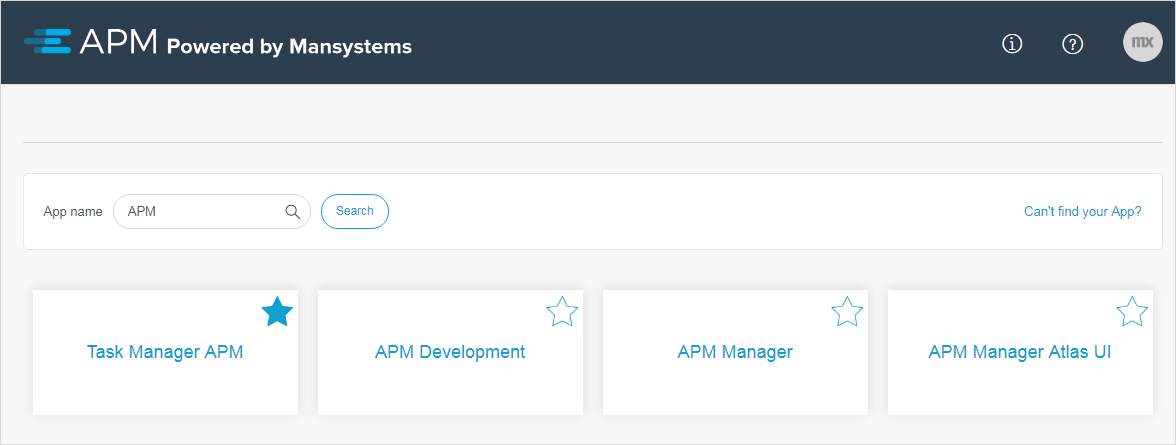 APM Powered by Mansystems
mx
App name APM Search Can't find your App?
Task Manager APM APM Development APM Manager APM Manager Atlas UI